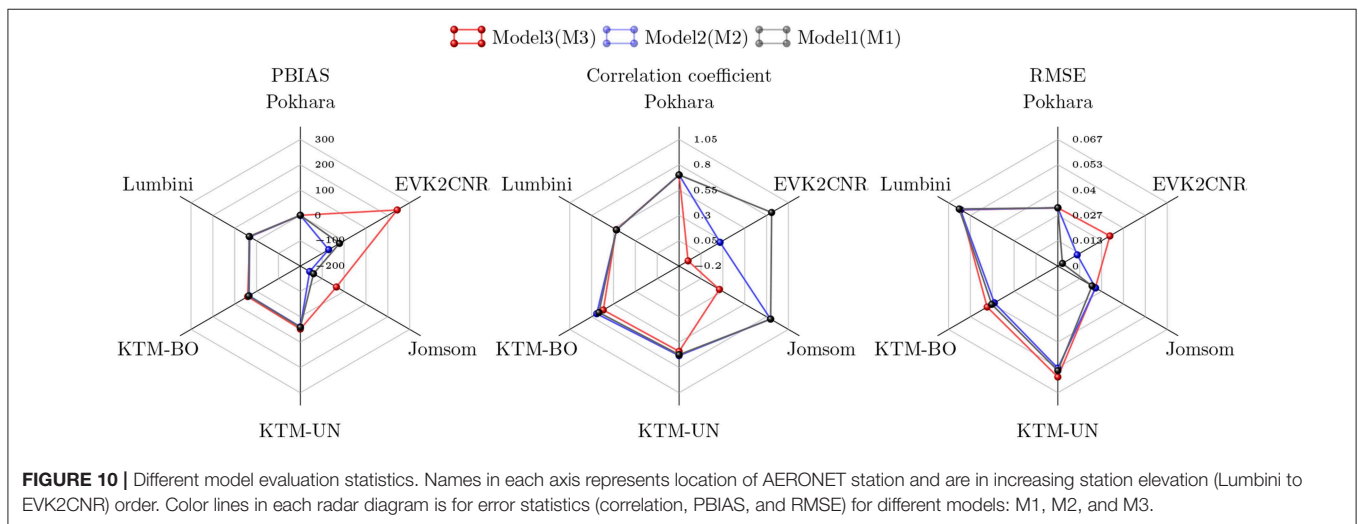 Model3(M3) Model2(M2) Model1(M1)
PBIAS
Pokhara
300
200
100
0
−100
−200
Lumbini
EVK2CNR
KTM-BO
Jomsom
KTM-UN
Correlation coefficient
Pokhara
1.05
0.8
0.55
0.3
0.05
−0.2
Lumbini
EVK2CNR
KTM-BO
Jomsom
KTM-UN
RMSE
Pokhara
0.067
0.053
0.04
0.027
0.013
0
Lumbini
EVK2CNR
KTM-BO
Jomsom
KTM-UN
FIGURE 10 | Different model evaluation statistics. Names in each axis represents location of AERONET station and are in increasing station elevation (Lumbini to
EVK2CNR) order. Color lines in each radar diagram is for error statistics (correlation, PBIAS, and RMSE) for different models: M1, M2, and M3.